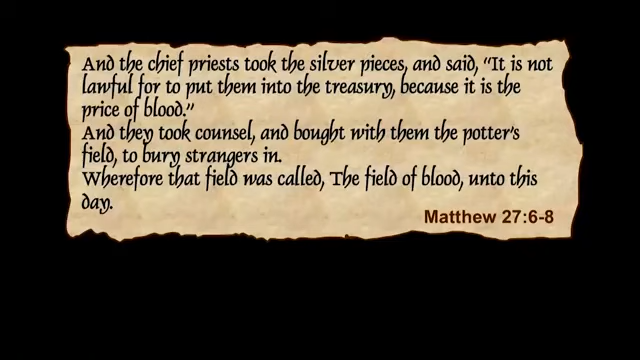 And the chief priests took the silver pieces, and said, “It is not
lawful for to put them into the treasury, because it is the
price of blood.”
And they took counsel, and bought with them the potter's
field, to bury strangers in.
Wherefore that field was called, The field of blood, unto this
day.
Matthew 27:6-8